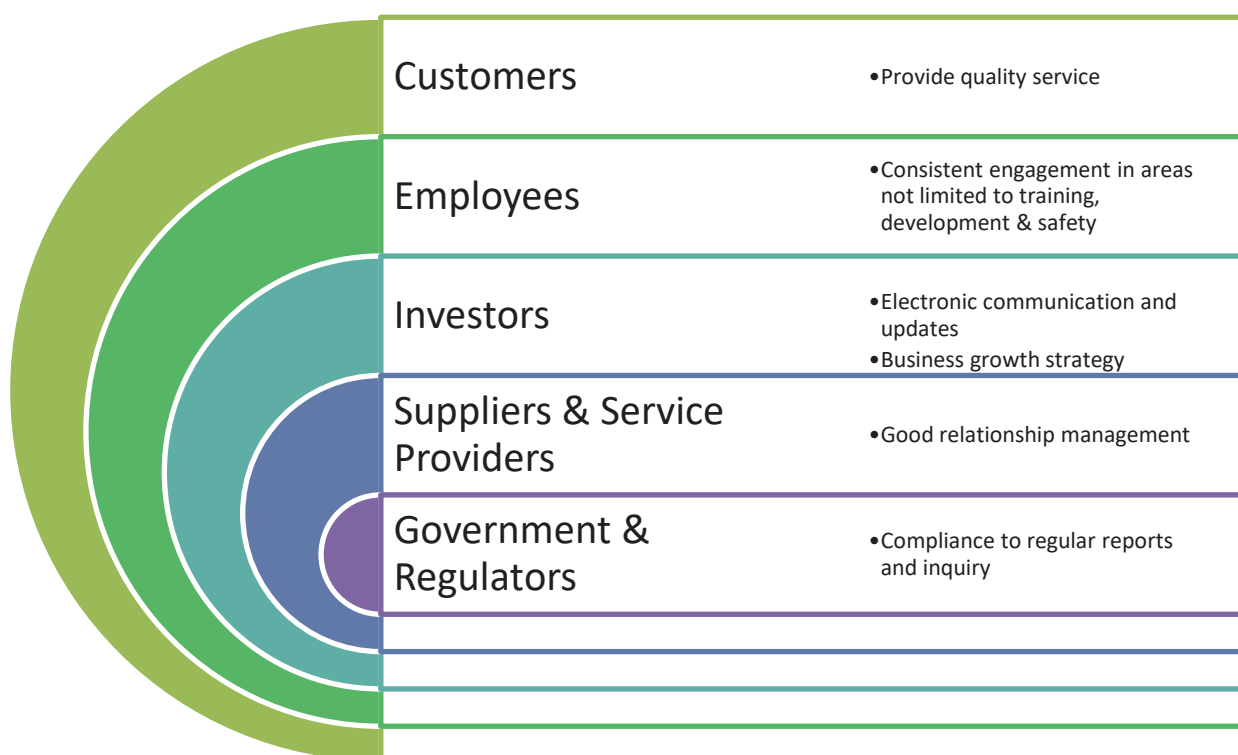 Customers
•Provide quality service
Employees
•Consistent engagement in areas
not limited to training,
development & safety
Investors
•Electronic communication and
updates
•Business growth strategy
Suppliers & Service
Providers
•Good relationship management
Government &
Regulators
•Compliance to regular reports
and inquiry